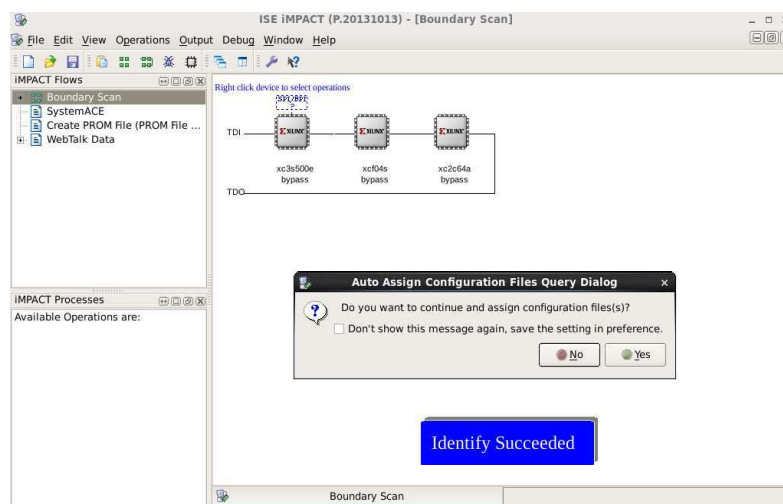 ISE iMPACT (P.20131013) - [Boundary Scan]
File Edit View Operations Output Debug Window Help
iMPACT Flows
Boundary Scan
SystemACE
Create PROM File (PROM File ...
WebTalk Data
Right click device to select operations
SPI/BPI
?
TDI
XILINX XILINX XILINX
xc3s500e xcf04s xc2c64a
bypass bypass bypass
TDO
Auto Assign Configuration Files Query Dialog
Do you want to continue and assign configuration files(s)?
Don't show this message again, save the setting in preference.
No Yes
iMPACT Processes
Available Operations are:
Identify Succeeded
Boundary Scan